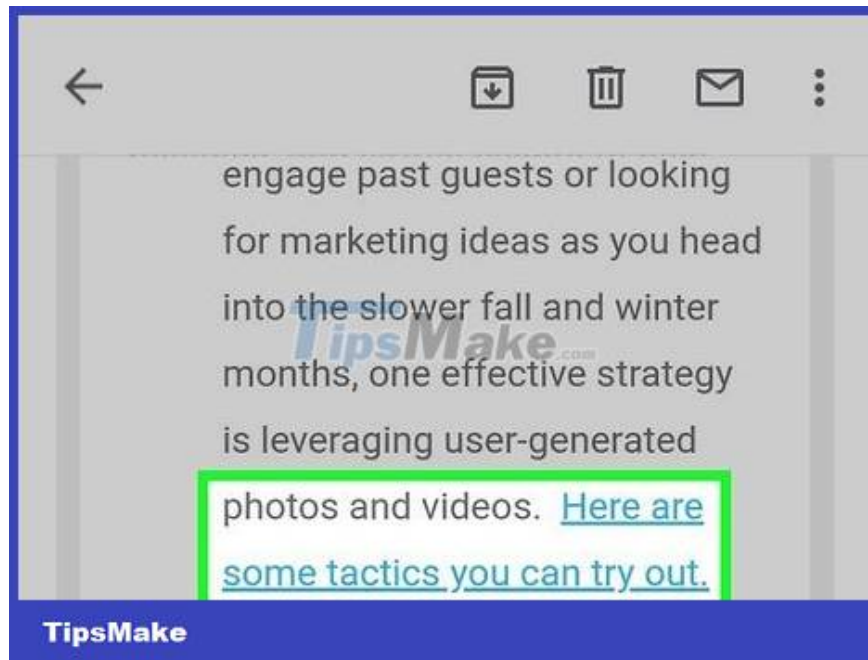 engage past guests or looking
for marketing ideas as you head
into the slower fall and winter
TipsMake.com
months, one effective strategy
is leveraging user-generated
photos and videos. Here are
some tactics you can try out.
TipsMake